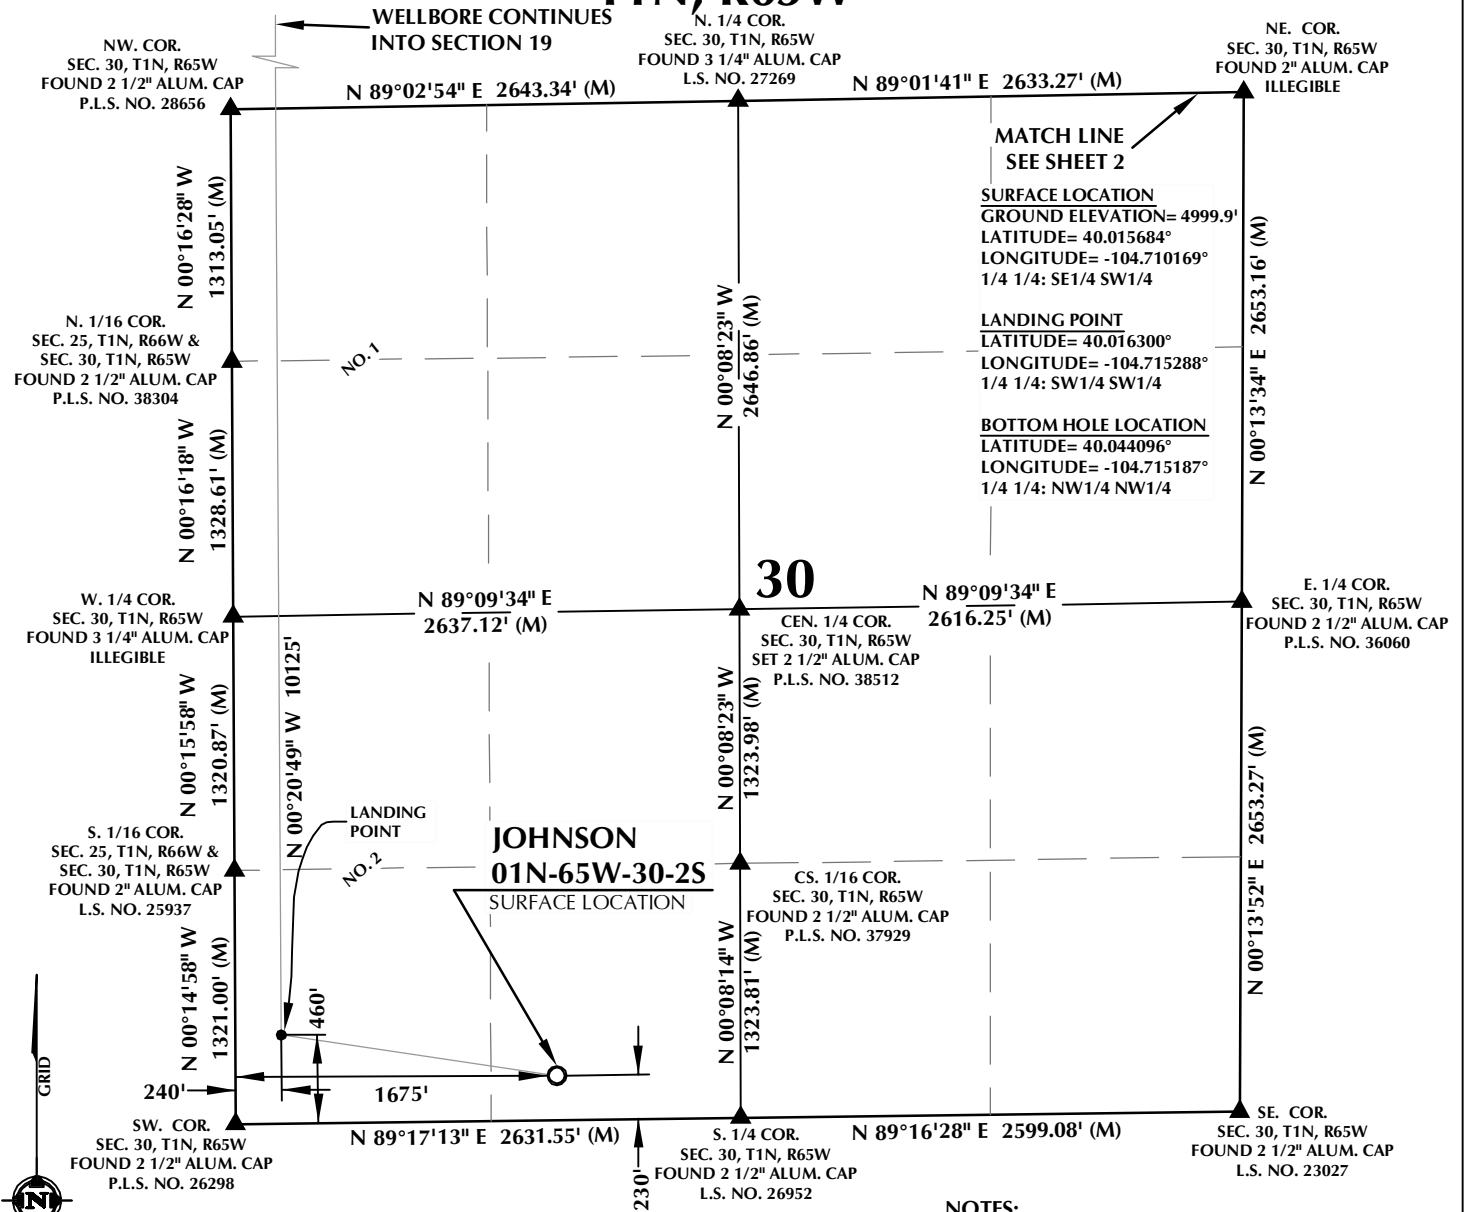 T1N, R65W
WELLBORE CONTINUES
INTO SECTION 19
NW. COR.
SEC. 30, T1N, R65W
FOUND 2 1/2" ALUM. CAP
P.L.S. NO. 28656
N. 1/4 COR.
SEC. 30, T1N, R65W
FOUND 3 1/4" ALUM. CAP
L.S. NO. 27269
NE. COR.
SEC. 30, T1N, R65W
FOUND 2" ALUM. CAP
ILLEGIBLE
N 89°02'54" E 2643.34' (M)
N 89°01'41" E 2633.27' (M)
MATCH LINE
SEE SHEET 2
SURFACE LOCATION
GROUND ELEVATION= 4999.9'
LATITUDE= 40.015684°
LONGITUDE= -104.710169°
1/4 1/4: SE1/4 SW1/4
LANDING POINT
LATITUDE= 40.016300°
LONGITUDE= -104.715288°
1/4 1/4: SW1/4 SW1/4
BOTTOM HOLE LOCATION
LATITUDE= 40.044096°
LONGITUDE= -104.715187°
1/4 1/4: NW1/4 NW1/4
N 00°16'28" W
1313.05' (M)
N. 1/16 COR.
SEC. 25, T1N, R66W &
SEC. 30, T1N, R65W
FOUND 2 1/2" ALUM. CAP
P.L.S. NO. 38304
NO. 1
N 00°08'23" W
2646.86' (M)
N 00°13'34" E 2653.16' (M)
N 00°16'18" W
1328.61' (M)
30
W. 1/4 COR.
SEC. 30, T1N, R65W
FOUND 3 1/4" ALUM. CAP
ILLEGIBLE
N 89°09'34" E
2637.12' (M)
N 89°09'34" E
2616.25' (M)
CEN. 1/4 COR.
SEC. 30, T1N, R65W
SET 2 1/2" ALUM. CAP
P.L.S. NO. 38512
E. 1/4 COR.
SEC. 30, T1N, R65W
FOUND 2 1/2" ALUM. CAP
P.L.S. NO. 36060
N 00°15'58" W
1320.87' (M)
N 00°20'49" W 10125'
N 00°08'23" W
1323.98' (M)
N 00°13'52" E 2653.27' (M)
LANDING
POINT
S. 1/16 COR.
SEC. 25, T1N, R66W &
SEC. 30, T1N, R65W
FOUND 2" ALUM. CAP
L.S. NO. 25937
NO. 2
JOHNSON
01N-65W-30-2S
SURFACE LOCATION
CS. 1/16 COR.
SEC. 30, T1N, R65W
FOUND 2 1/2" ALUM. CAP
P.L.S. NO. 37929
N 00°14'58" W
1321.00' (M)
460'
N 00°08'14" W
1323.81' (M)
240'
1675'
GRID
N
SW. COR.
SEC. 30, T1N, R65W
FOUND 2 1/2" ALUM. CAP
P.L.S. NO. 26298
N 89°17'13" E 2631.55' (M)
230'
S. 1/4 COR.
SEC. 30, T1N, R65W
FOUND 2 1/2" ALUM. CAP
L.S. NO. 26952
N 89°16'28" E 2599.08' (M)
SE. COR.
SEC. 30, T1N, R65W
FOUND 2 1/2" ALUM. CAP
L.S. NO. 23027
NOTES: